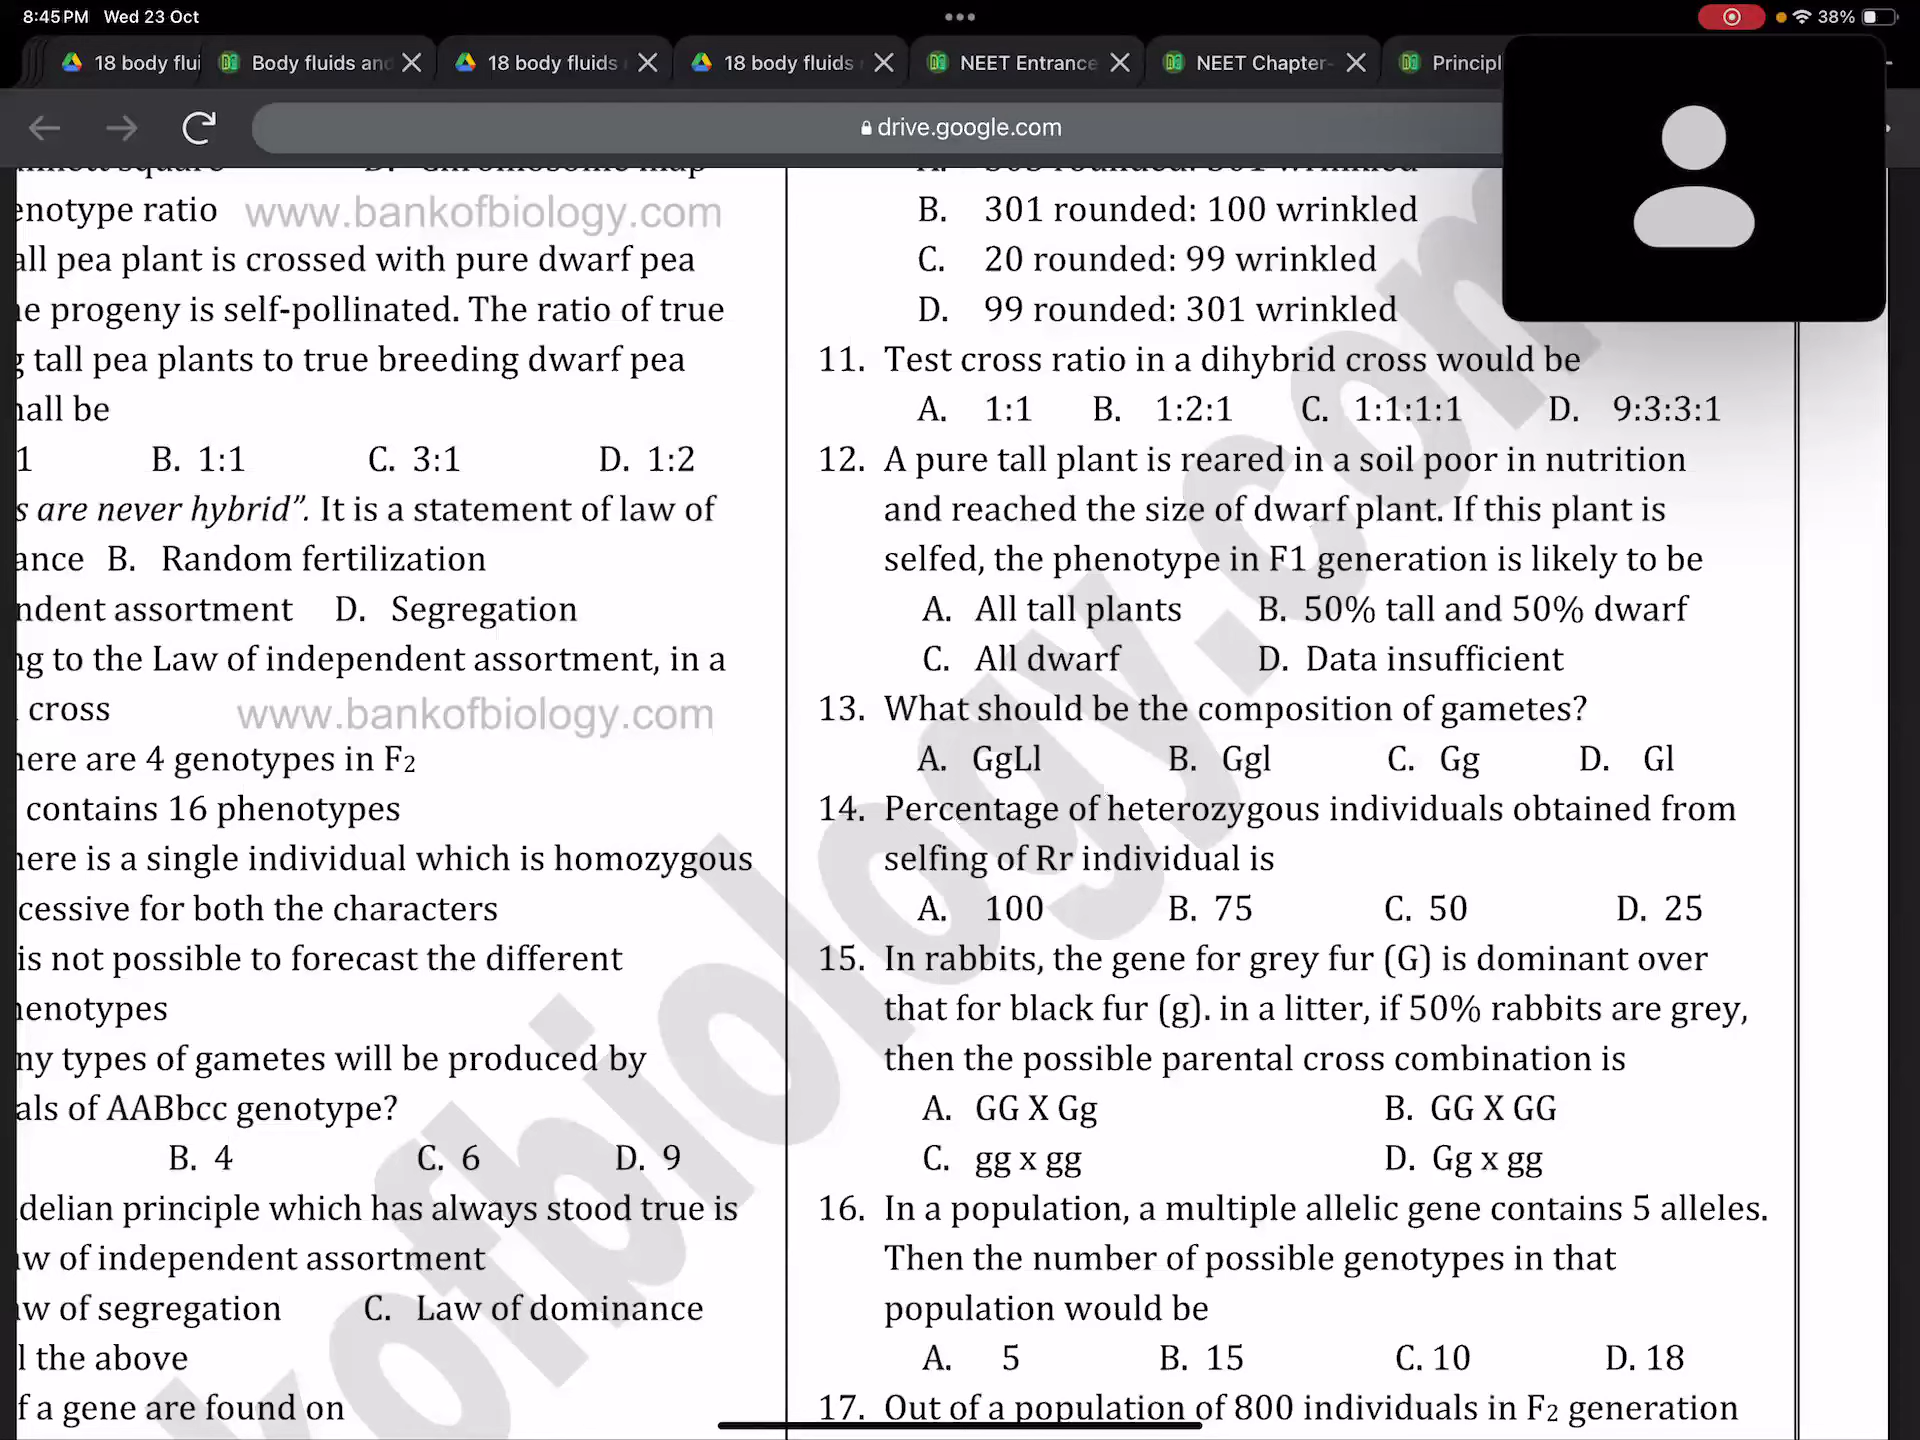 8:45 PM Wed 23 Oct
38%
18 body flui
Body fluids and
18 body fluids
18 body fluids
NEET Entrance
NEET Chapter-
Principl
drive.google.com
enotype ratio
www.bankofbiology.com
all pea plant is crossed with pure dwarf pea
e progeny is self-pollinated. The ratio of true
g tall pea plants to true breeding dwarf pea
hall be
1 B. 1:1 C. 3:1 D. 1:2
s are never hybrid". It is a statement of law of
ance B. Random fertilization
ndent assortment D. Segregation
ng to the Law of independent assortment, in a
cross
www.bankofbiology.com
here are 4 genotypes in F2
contains 16 phenotypes
here is a single individual which is homozygous
cessive for both the characters
is not possible to forecast the different
henotypes
ny types of gametes will be produced by
als of AABbcc genotype?
B. 4 C. 6 D. 9
delian principle which has always stood true is
aw of independent assortment
aw of segregation C. Law of dominance
l the above
f a gene are found on
B. 301 rounded: 100 wrinkled
C. 20 rounded: 99 wrinkled
D. 99 rounded: 301 wrinkled
11. Test cross ratio in a dihybrid cross would be
A. 1:1 B. 1:2:1 C. 1:1:1:1 D. 9:3:3:1
12. A pure tall plant is reared in a soil poor in nutrition
and reached the size of dwarf plant. If this plant is
selfed, the phenotype in F1 generation is likely to be
A. All tall plants B. 50% tall and 50% dwarf
C. All dwarf D. Data insufficient
13. What should be the composition of gametes?
A. GgLl B. Ggl C. Gg D. Gl
14. Percentage of heterozygous individuals obtained from
selfing of Rr individual is
A. 100 B. 75 C. 50 D. 25
15. In rabbits, the gene for grey fur (G) is dominant over
that for black fur (g). in a litter, if 50% rabbits are grey,
then the possible parental cross combination is
A. GG X Gg B. GG X GG
C. gg x gg D. Gg x gg
16. In a population, a multiple allelic gene contains 5 alleles.
Then the number of possible genotypes in that
population would be
A. 5 B. 15 C. 10 D. 18
17. Out of a population of 800 individuals in F2 generation
kofbiology.com